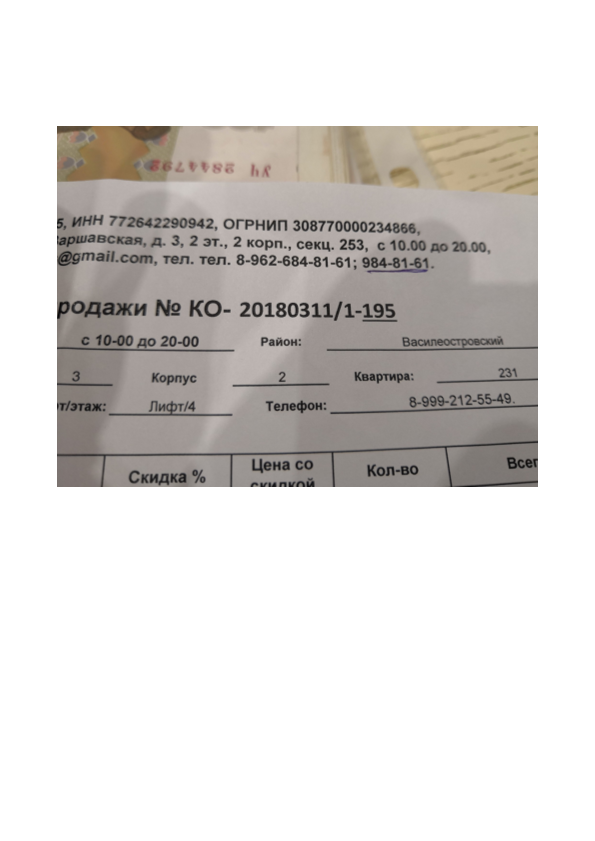 УЧ 2844792
5, ИНН 772642290942, ОГРНИП 308770000234866,
аршавская, д. 3, 2 эт., 2 корп., секц. 253, с 10.00 до 20.00,
@gmail.com, тел. тел. 8-962-684-81-61; 984-81-61.
родажи № КО- 20180311/1-195
с 10-00 до 20-00 Район: Василеостровский
3 Корпус 2 Квартира: 231
т/этаж: Лифт/4 Телефон: 8-999-212-55-49.
Скидка % Цена со скидкой Кол-во Всег